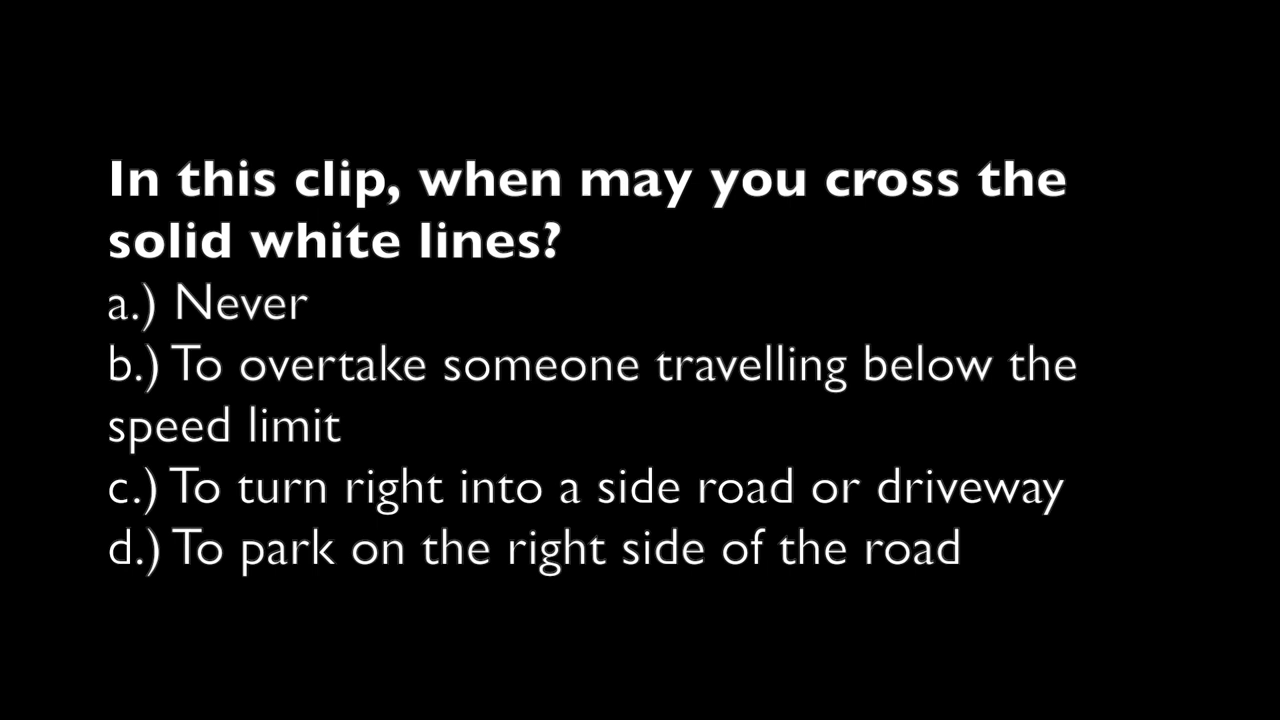 In this clip, when may you cross the
solid white lines?
a.) Never
b.) To overtake someone travelling below the
speed limit
c.) To turn right into a side road or driveway
d.) To park on the right side of the road